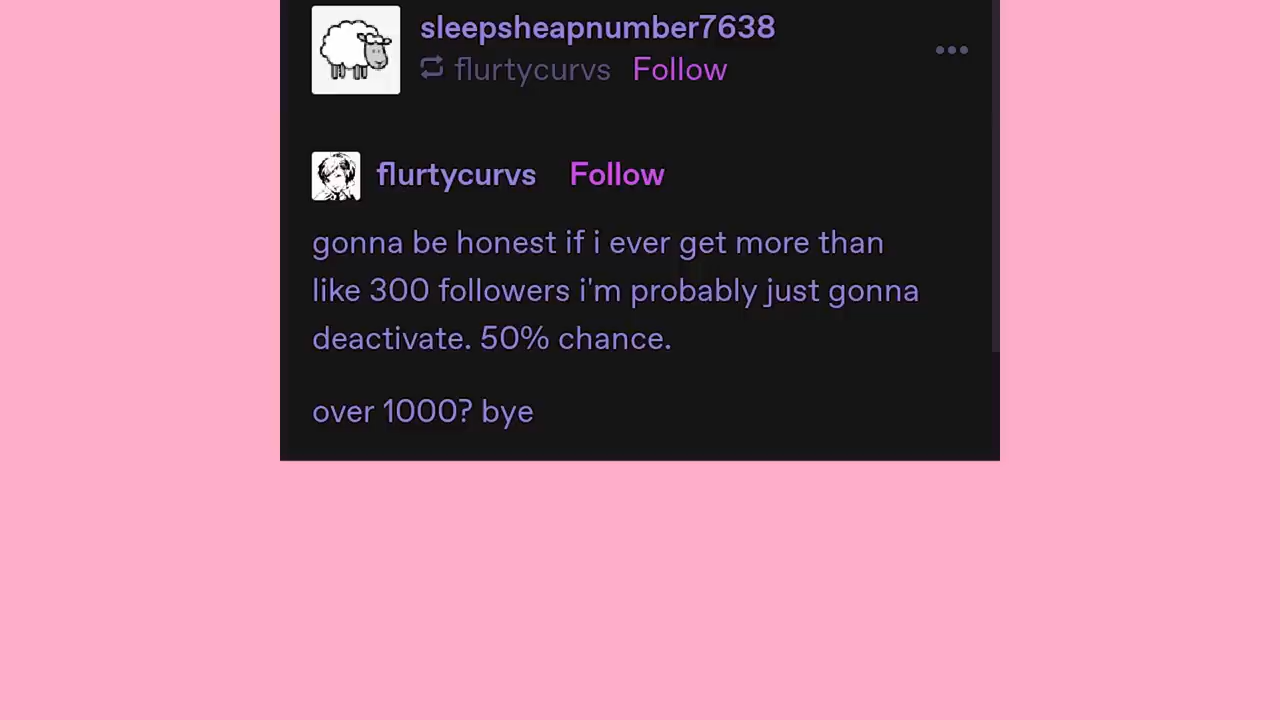 sleepsheapnumber7638
flurtycurvs Follow
flurtycurvs Follow
gonna be honest if i ever get more than
like 300 followers i'm probably just gonna
deactivate. 50% chance.
over 1000? bye